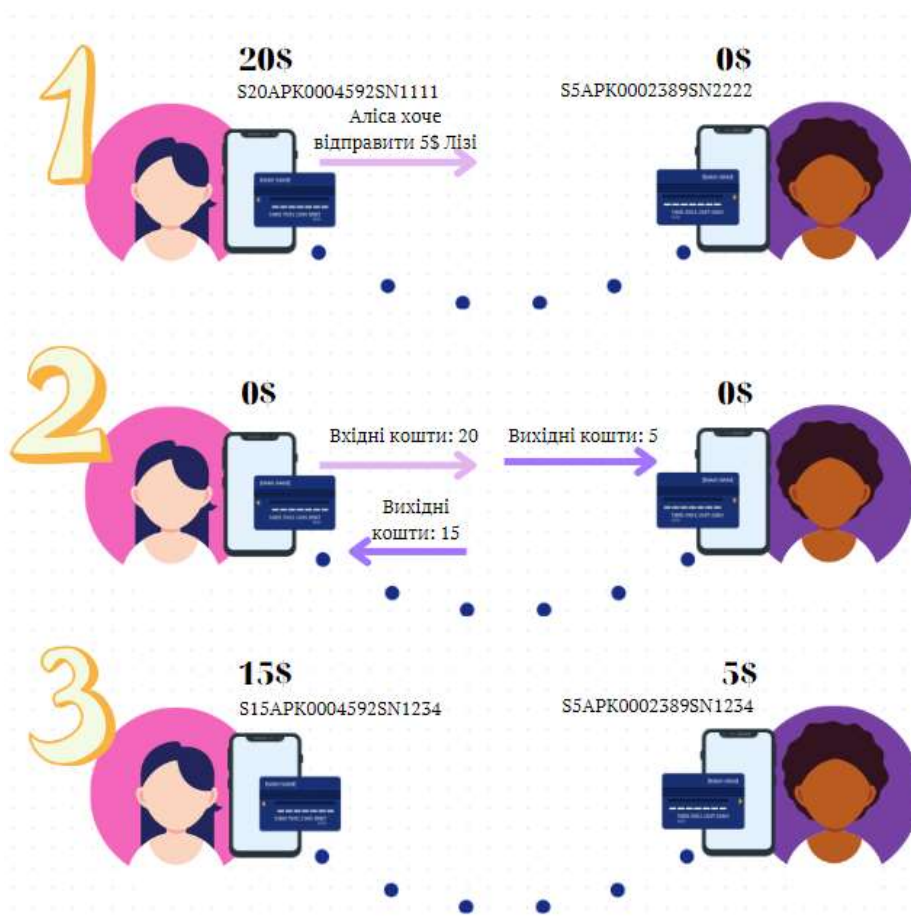 1
20$
0$
S20APK0004592SN1111
S5APK0002389SN2222
Аліса хоче
відправити 5$ Лізі
2
0$
0$
Вхідні кошти: 20
Вихідні кошти: 5
Вихідні
кошти: 15
3
15$
5$
S15APK0004592SN1234
S5APK0002389SN1234